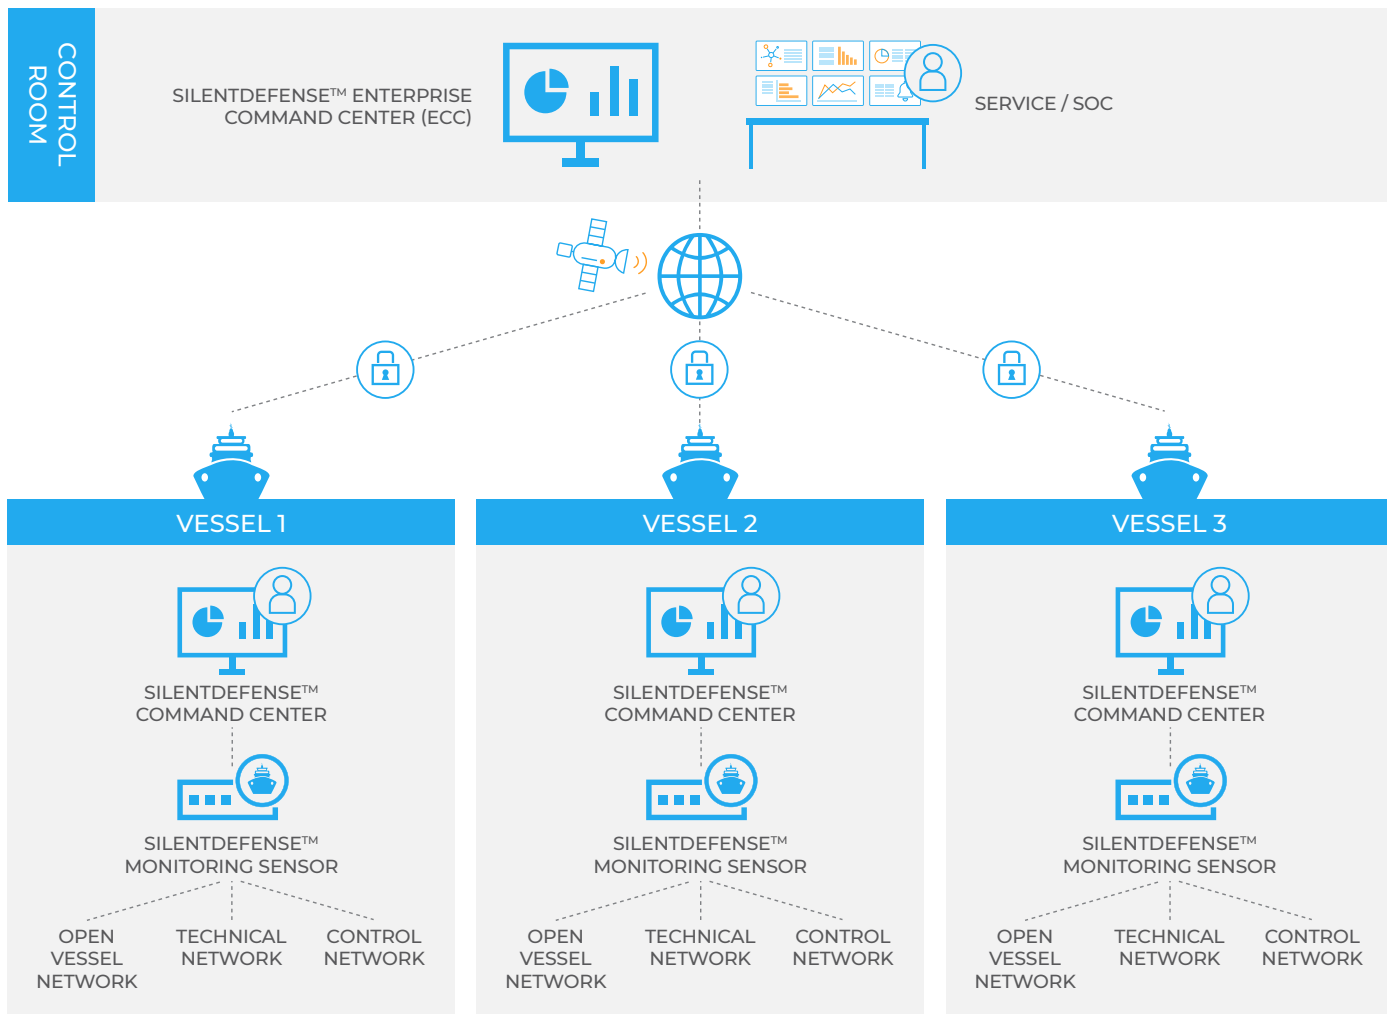 CONTROL
ROOM
SILENTDEFENSE™ ENTERPRISE
COMMAND CENTER (ECC)
SERVICE / SOC
VESSEL 1
SILENTDEFENSE™
COMMAND CENTER
SILENTDEFENSE™
MONITORING SENSOR
OPEN
VESSEL
NETWORK
TECHNICAL
NETWORK
CONTROL
NETWORK
VESSEL 2
SILENTDEFENSE™
COMMAND CENTER
SILENTDEFENSE™
MONITORING SENSOR
OPEN
VESSEL
NETWORK
TECHNICAL
NETWORK
CONTROL
NETWORK
VESSEL 3
SILENTDEFENSE™
COMMAND CENTER
SILENTDEFENSE™
MONITORING SENSOR
OPEN
VESSEL
NETWORK
TECHNICAL
NETWORK
CONTROL
NETWORK